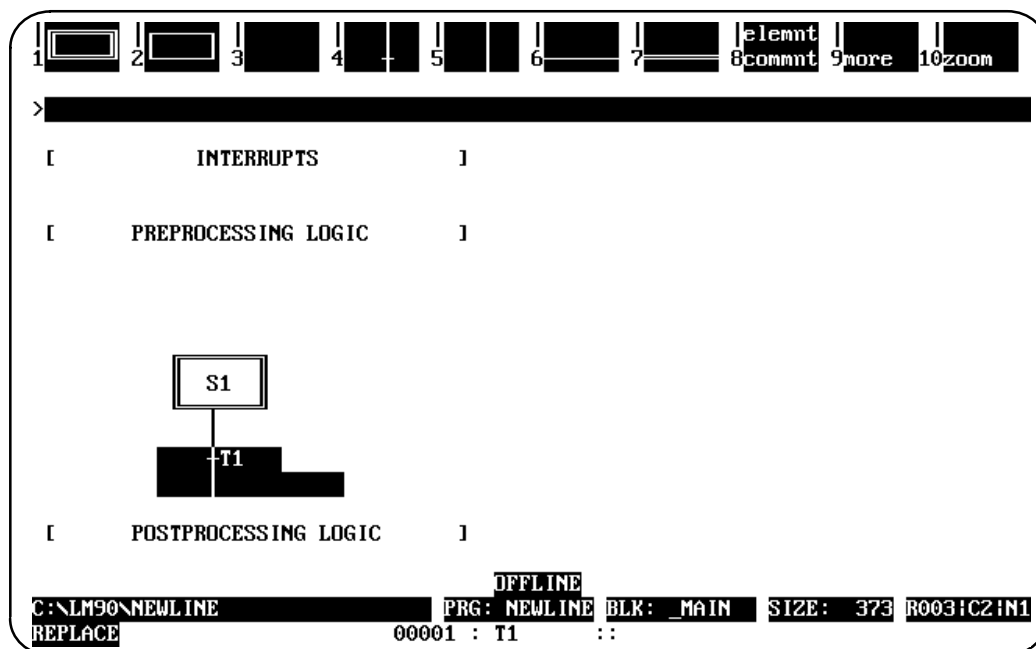 elemnt
1 2 3 4 5 6 7 8commnt 9more 10zoom
>
[ INTERRUPTS ]
[ PREPROCESSING LOGIC ]
S1
T1
[ POSTPROCESSING LOGIC ]
OFFLINE
C:\LM90\NEWLINE PRG: NEWLINE BLK: _MAIN SIZE: 373 R003|C2|N1
REPLACE 00001 : T1 ::